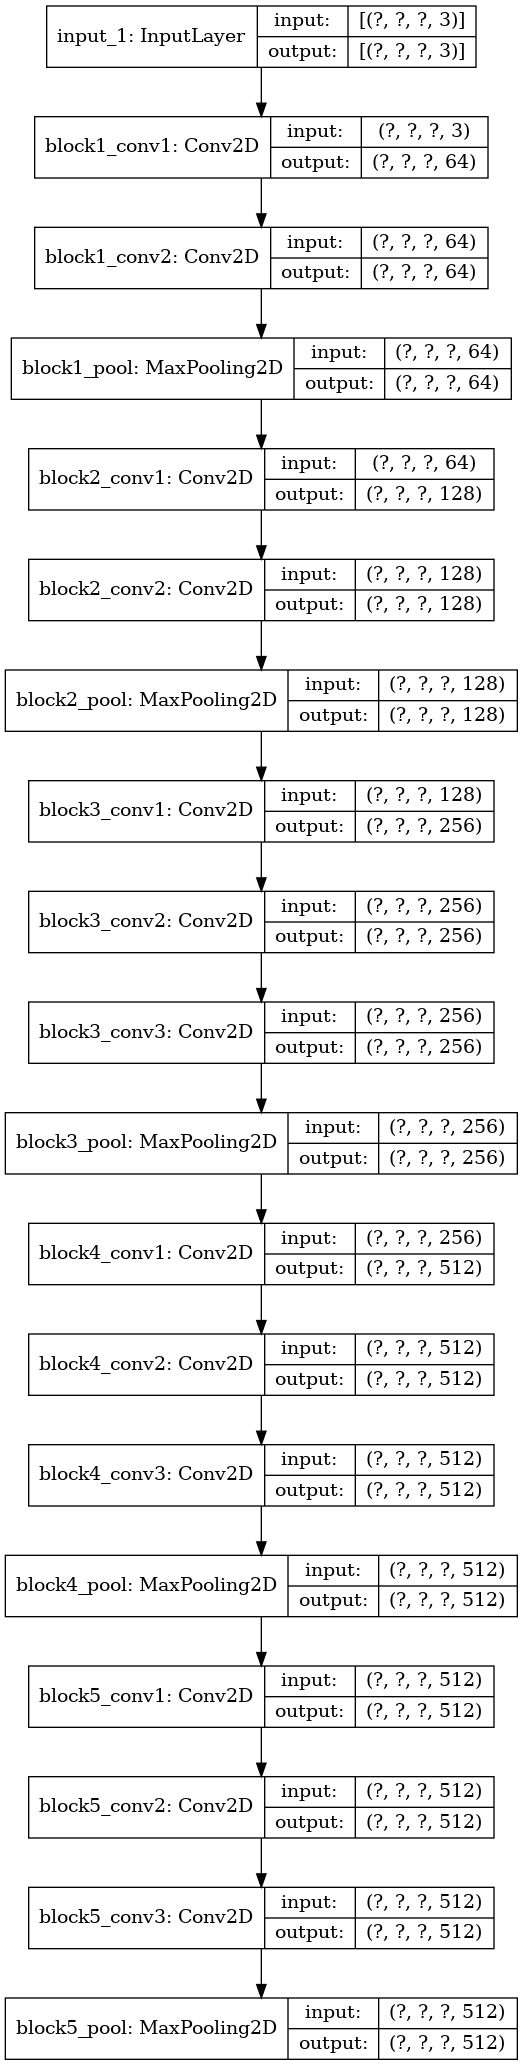 input_1: InputLayer
input: [(?, ?, ?, 3)]
output: [(?, ?, ?, 3)]
block1_conv1: Conv2D
input: (?, ?, ?, 3)
output: (?, ?, ?, 64)
block1_conv2: Conv2D
input: (?, ?, ?, 64)
output: (?, ?, ?, 64)
block1_pool: MaxPooling2D
input: (?, ?, ?, 64)
output: (?, ?, ?, 64)
block2_conv1: Conv2D
input: (?, ?, ?, 64)
output: (?, ?, ?, 128)
block2_conv2: Conv2D
input: (?, ?, ?, 128)
output: (?, ?, ?, 128)
block2_pool: MaxPooling2D
input: (?, ?, ?, 128)
output: (?, ?, ?, 128)
block3_conv1: Conv2D
input: (?, ?, ?, 128)
output: (?, ?, ?, 256)
block3_conv2: Conv2D
input: (?, ?, ?, 256)
output: (?, ?, ?, 256)
block3_conv3: Conv2D
input: (?, ?, ?, 256)
output: (?, ?, ?, 256)
block3_pool: MaxPooling2D
input: (?, ?, ?, 256)
output: (?, ?, ?, 256)
block4_conv1: Conv2D
input: (?, ?, ?, 256)
output: (?, ?, ?, 512)
block4_conv2: Conv2D
input: (?, ?, ?, 512)
output: (?, ?, ?, 512)
block4_conv3: Conv2D
input: (?, ?, ?, 512)
output: (?, ?, ?, 512)
block4_pool: MaxPooling2D
input: (?, ?, ?, 512)
output: (?, ?, ?, 512)
block5_conv1: Conv2D
input: (?, ?, ?, 512)
output: (?, ?, ?, 512)
block5_conv2: Conv2D
input: (?, ?, ?, 512)
output: (?, ?, ?, 512)
block5_conv3: Conv2D
input: (?, ?, ?, 512)
output: (?, ?, ?, 512)
block5_pool: MaxPooling2D
input: (?, ?, ?, 512)
output: (?, ?, ?, 512)